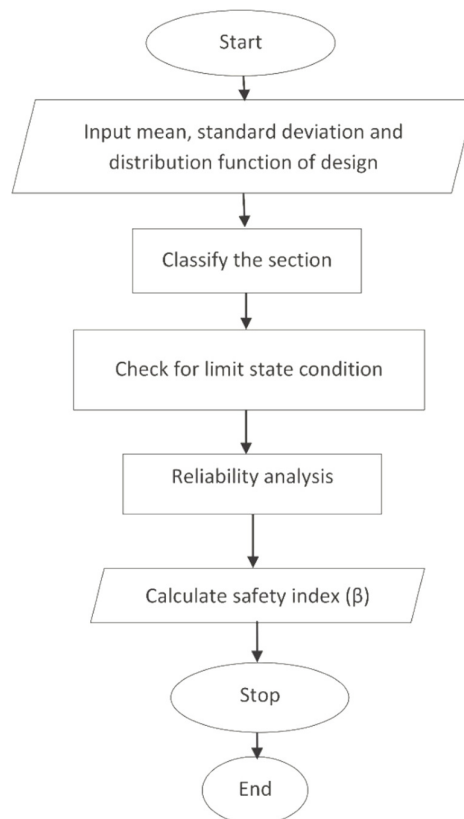 Start
Input mean, standard deviation and
distribution function of design
Classify the section
Check for limit state condition
Reliability analysis
Calculate safety index (β)
Stop
End